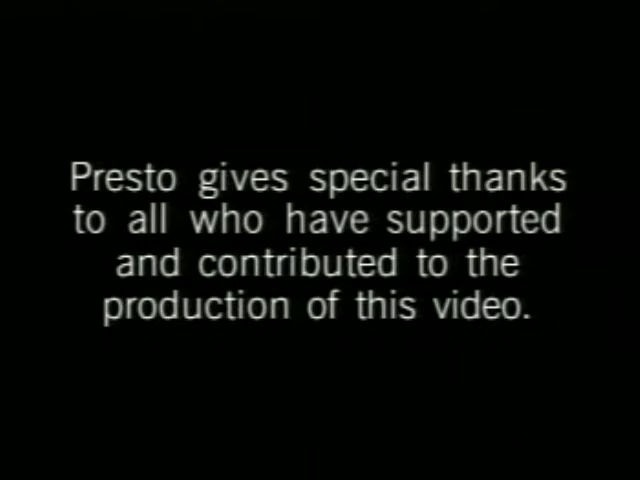 Presto gives special thanks
to all who have supported
and contributed to the
production of this video.